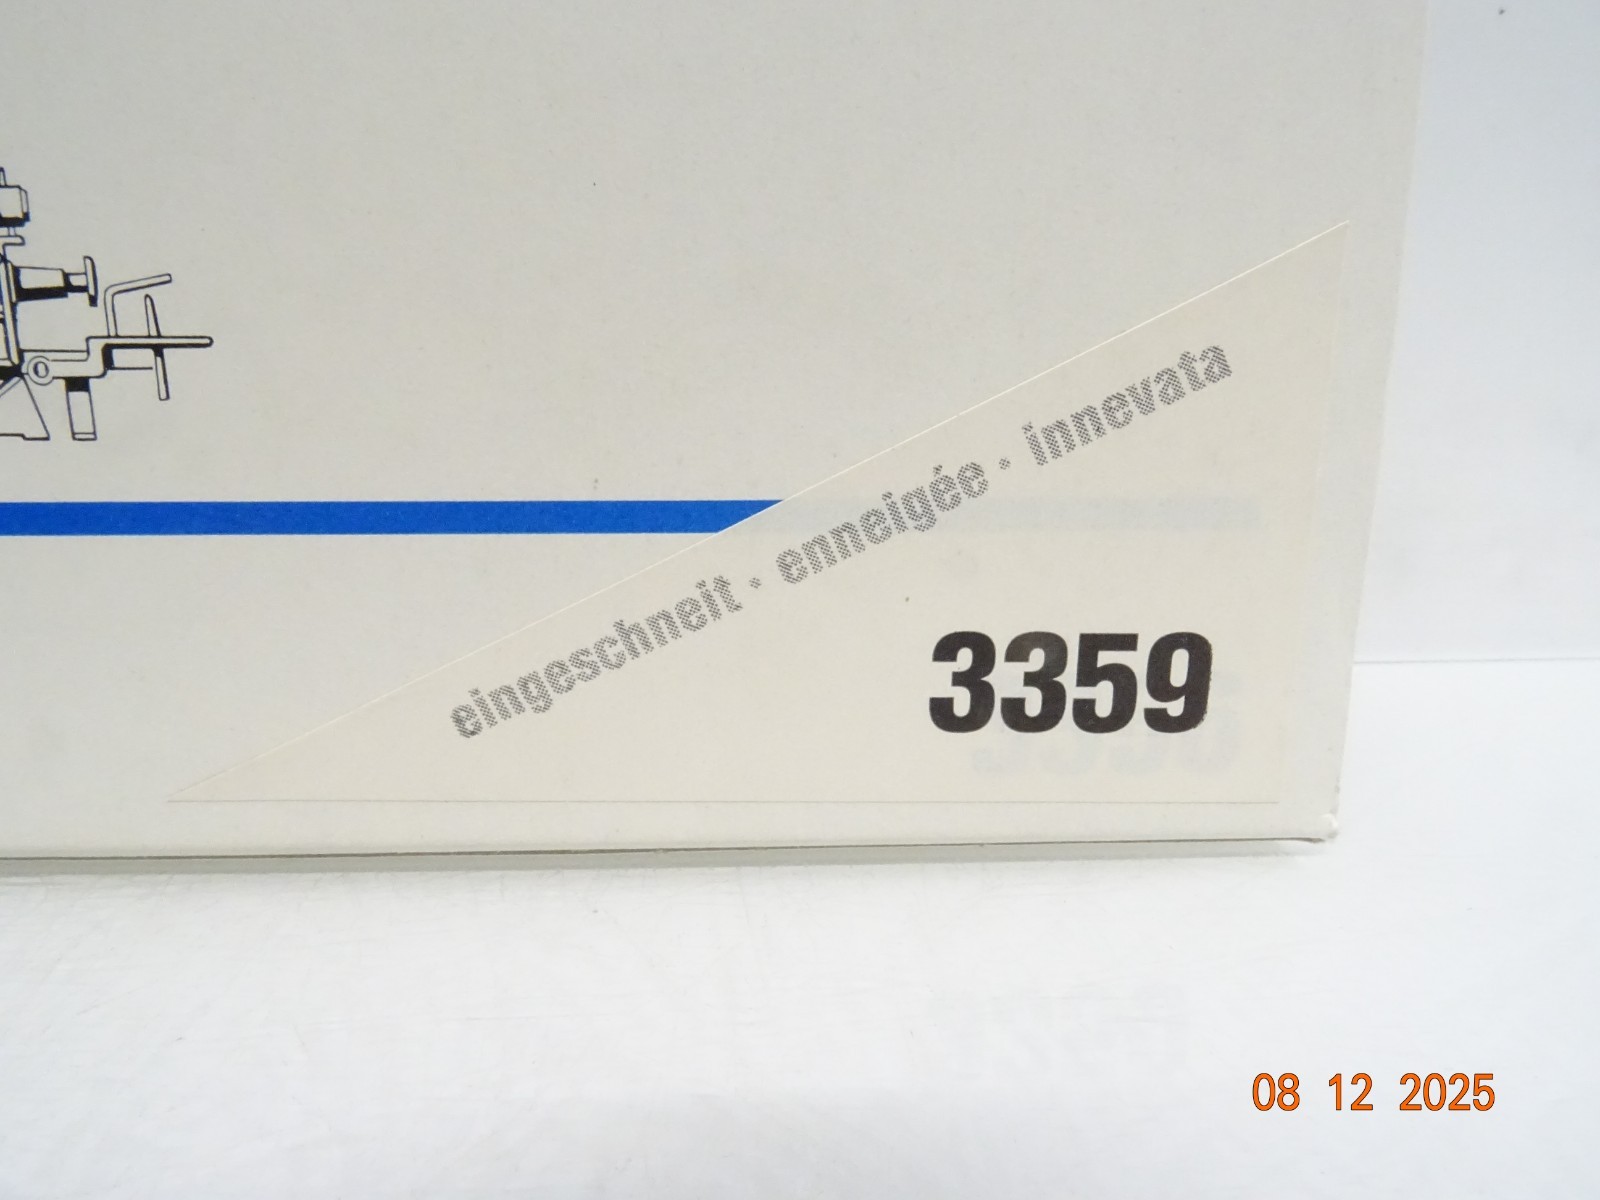 eingeschneit · enneigée · innevata
3359
08 12 2025